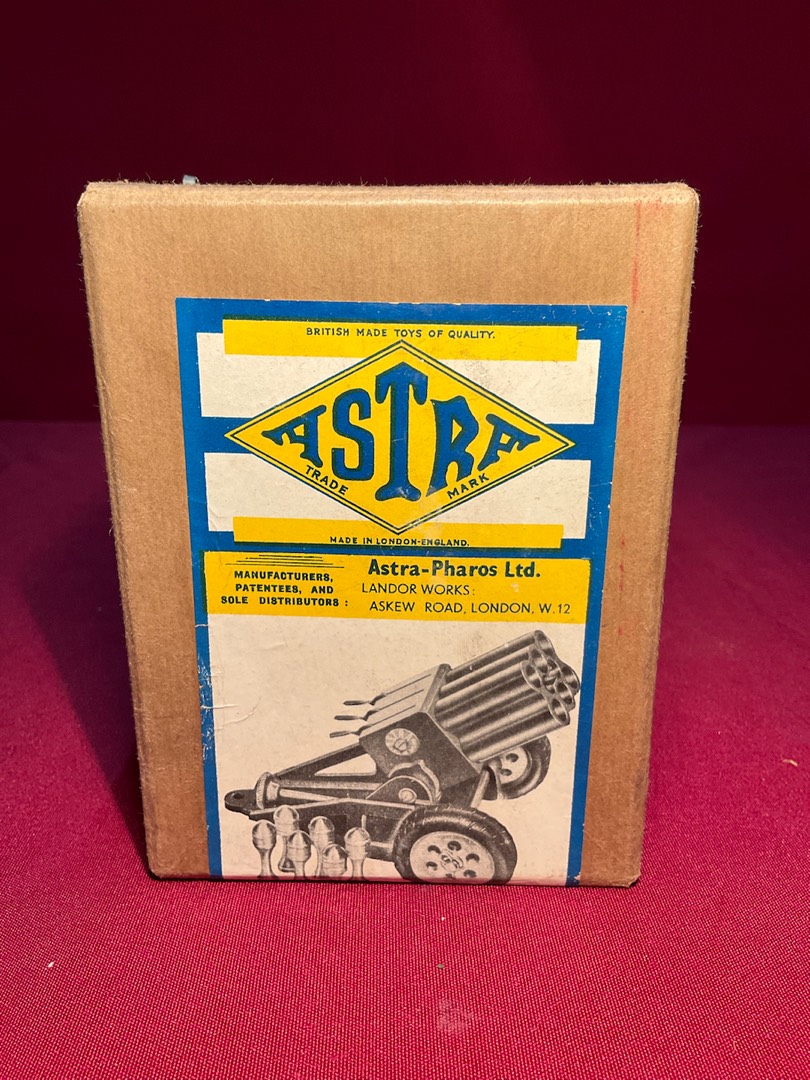 BRITISH MADE TOYS OF QUALITY.
ASTRA
TRADE MARK
MADE IN LONDON-ENGLAND.
MANUFACTURERS,
PATENTEES, AND
SOLE DISTRIBUTORS :
Astra-Pharos Ltd.
LANDOR WORKS:
ASKEW ROAD, LONDON, W.12